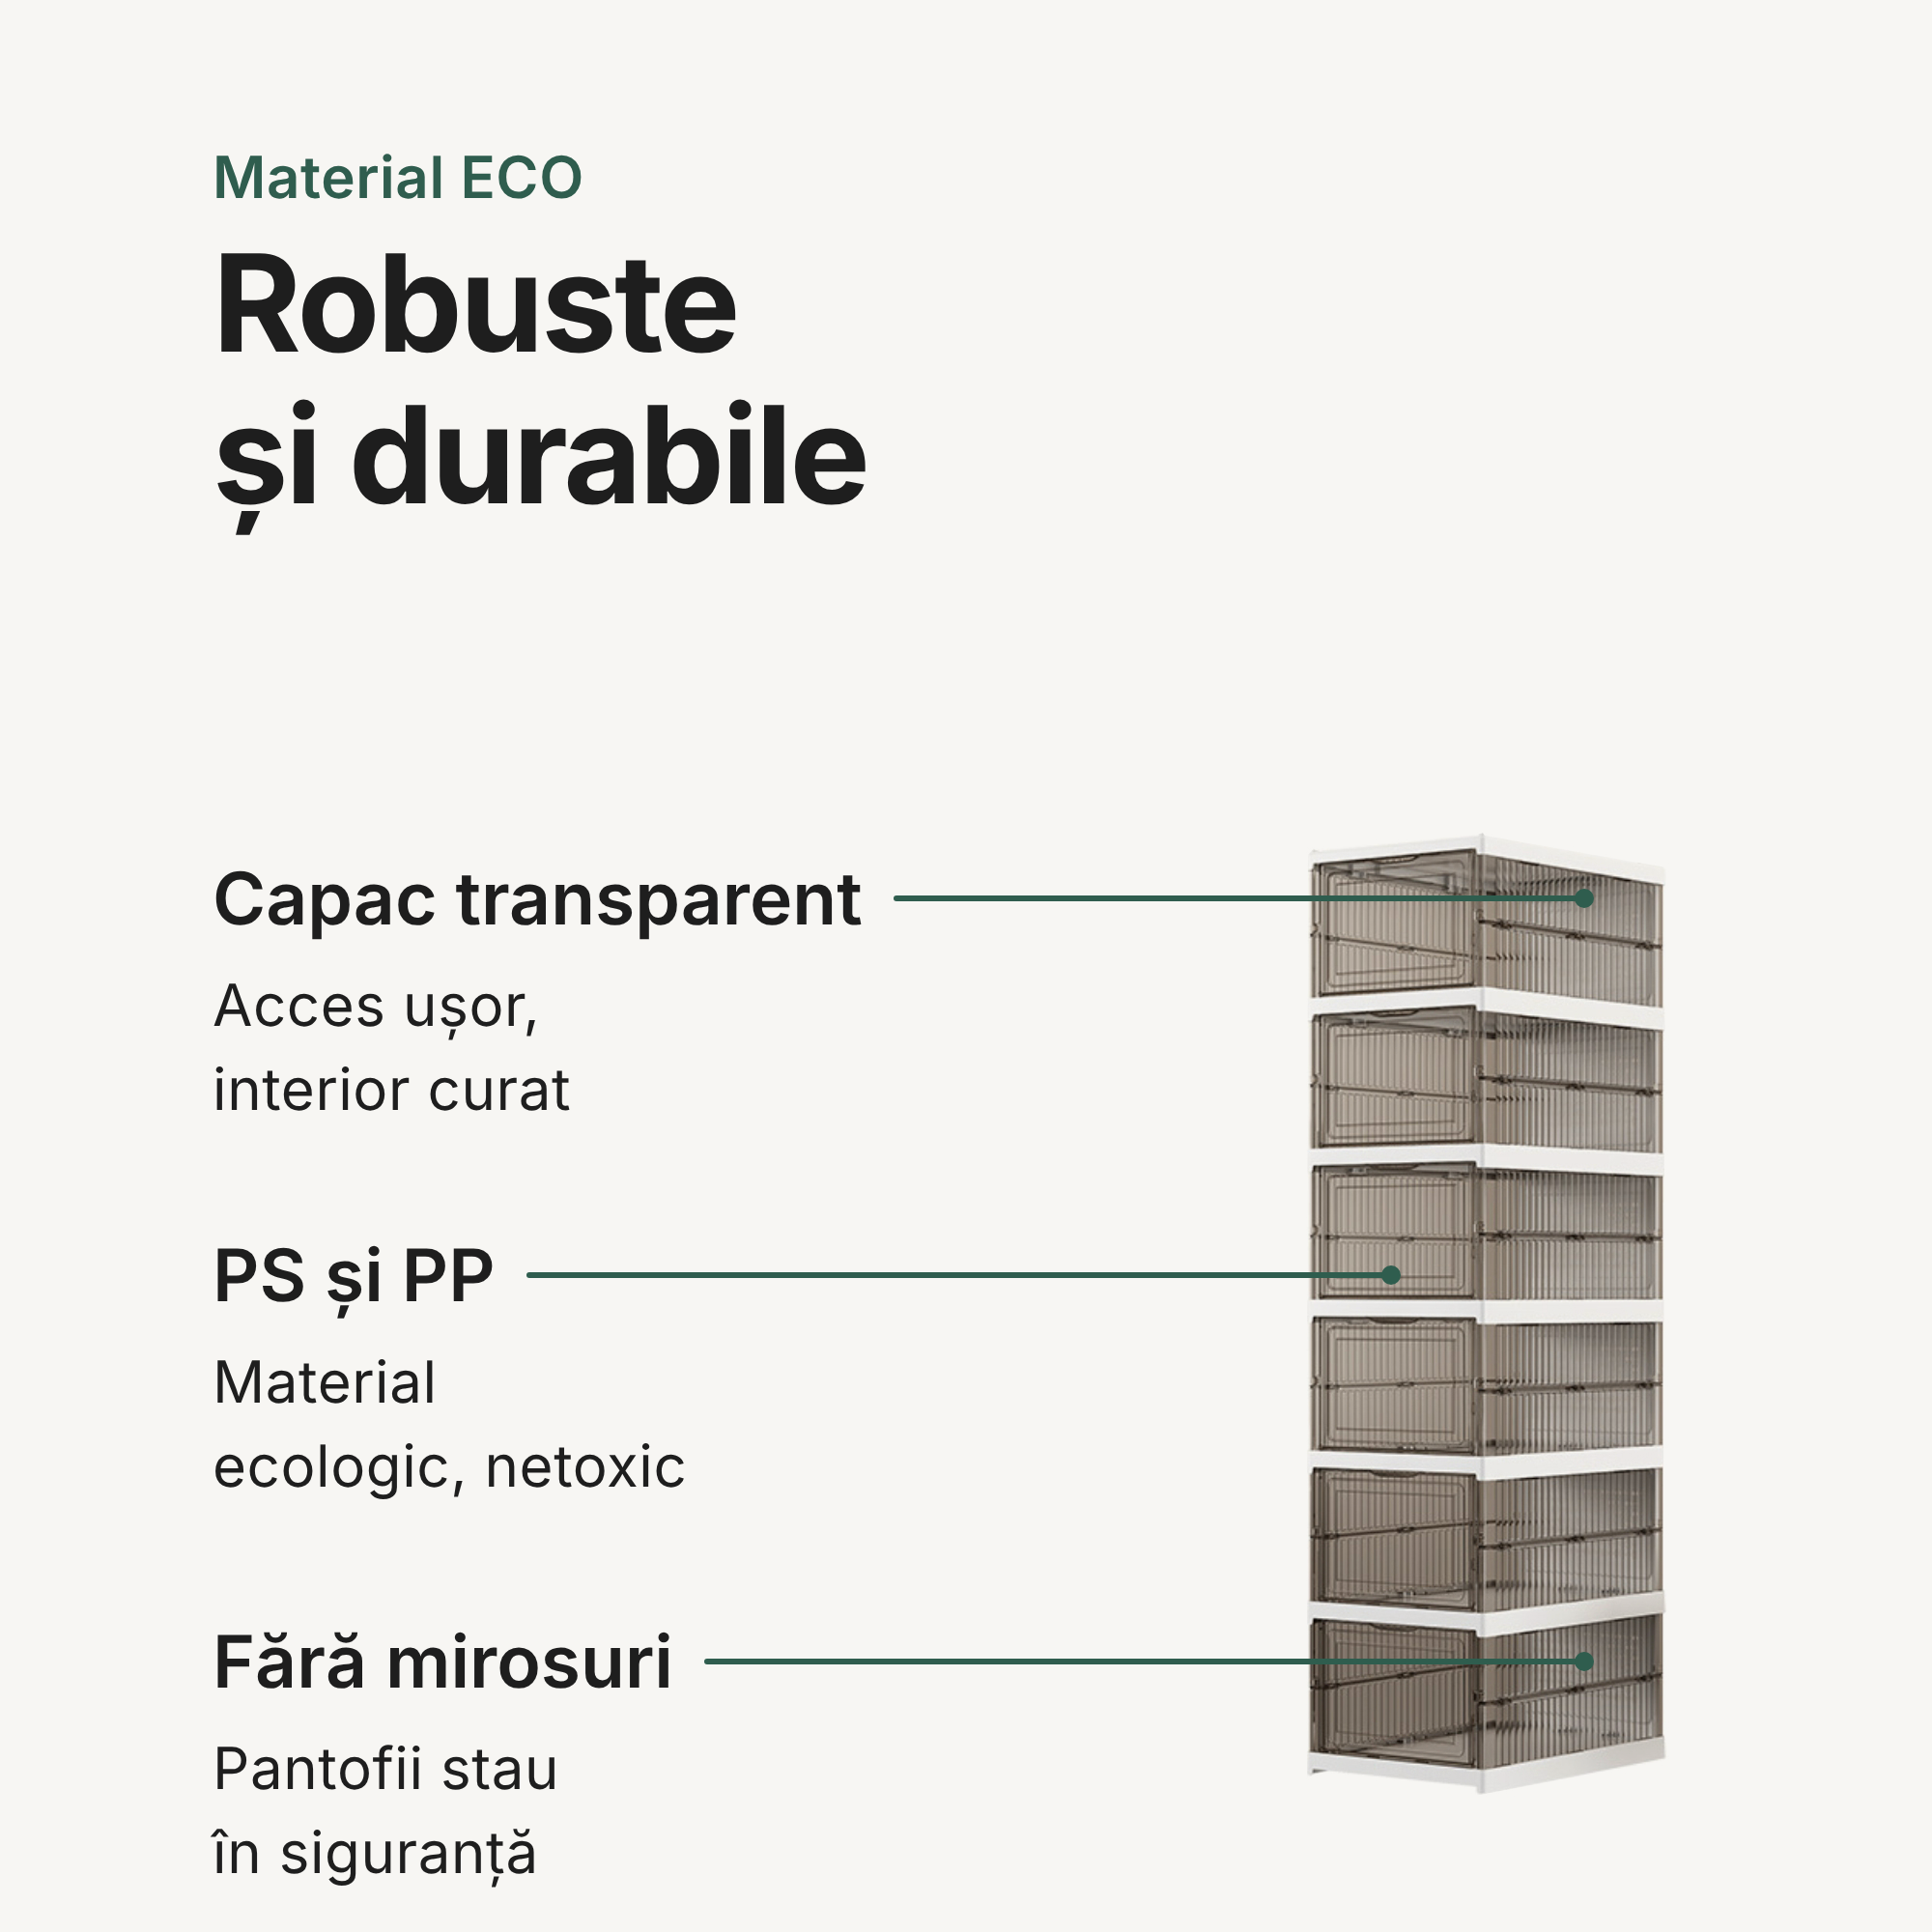 Material ECO
Robuste
și durabile
Capac transparent
Acces ușor,
interior curat
PS și PP
Material
ecologic, netoxic
Fără mirosuri
Pantofii stau
în siguranță